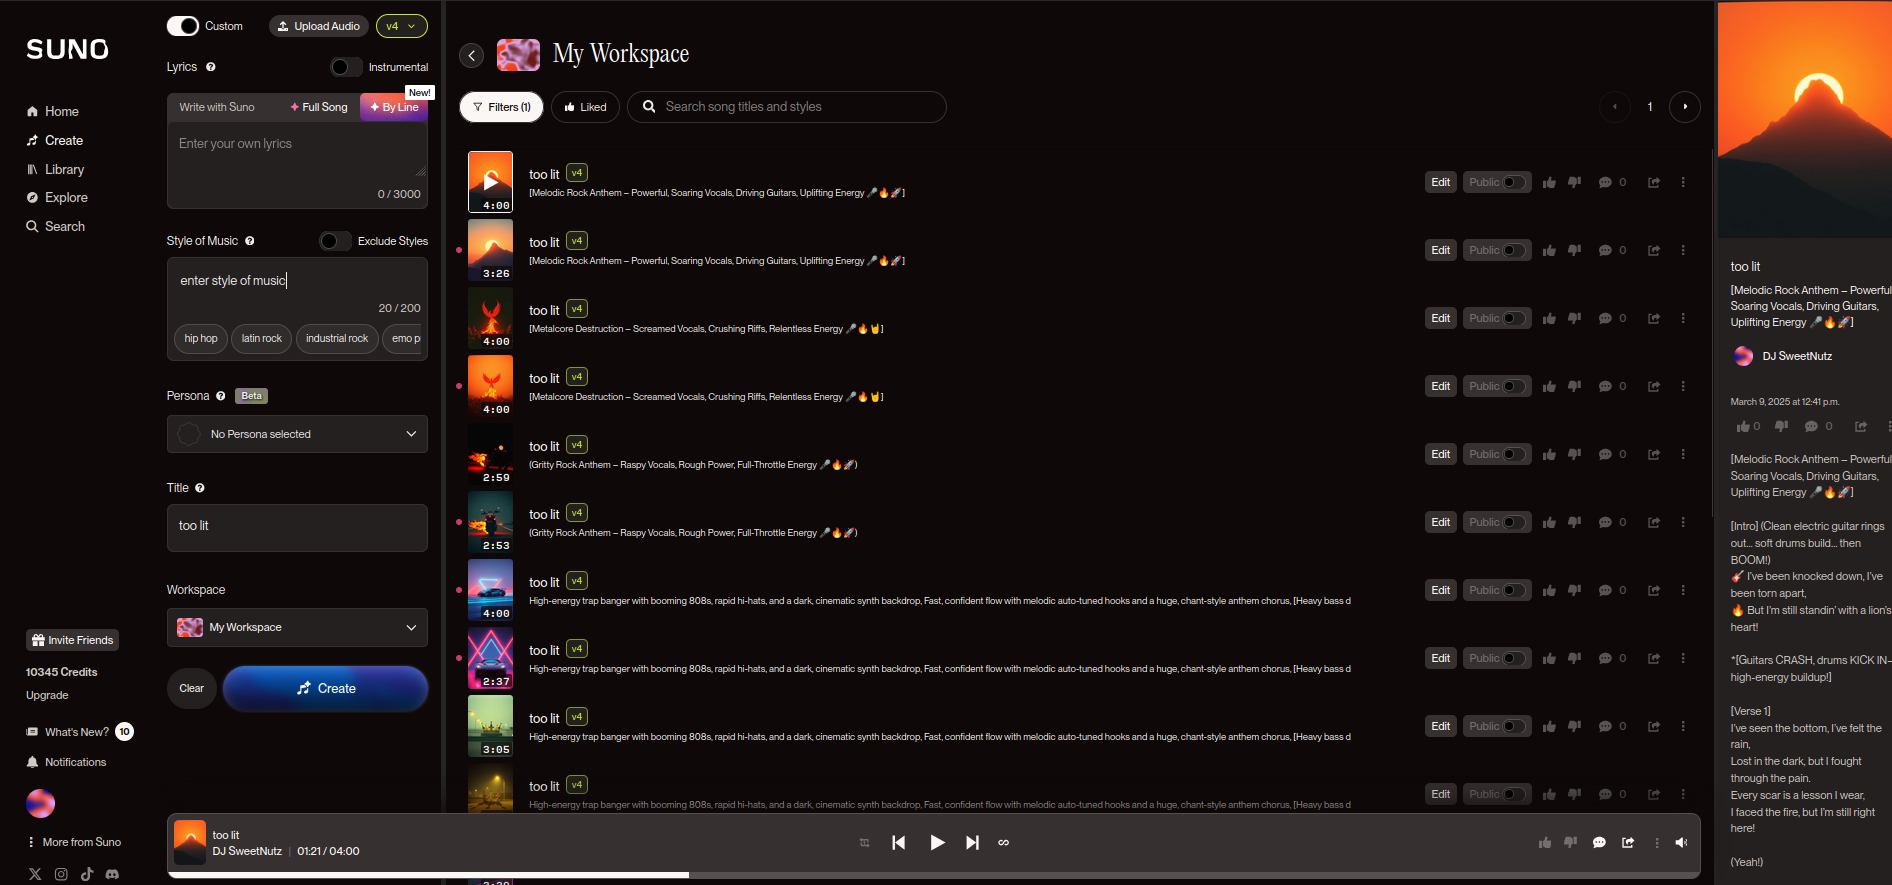 SUNO
Home
Create
Library
Explore
Search
Invite Friends
10345 Credits
Upgrade
What's New? 10
Notifications
More from Suno
Custom
Upload Audio
v4
Lyrics
Instrumental
New!
Write with Suno
Full Song
By Line
Enter your own lyrics
0 / 3000
Style of Music
Exclude Styles
enter style of music
20 / 200
hip hop
latin rock
industrial rock
emo p
Persona
Beta
No Persona selected
Title
too lit
Workspace
My Workspace
Clear
Create
My Workspace
Filters (1)
Liked
Search song titles and styles
1
4:00
too lit v4
[Melodic Rock Anthem – Powerful, Soaring Vocals, Driving Guitars, Uplifting Energy 🎤🔥🚀]
Edit Public 0
3:26
too lit v4
[Melodic Rock Anthem – Powerful, Soaring Vocals, Driving Guitars, Uplifting Energy 🎤🔥🚀]
Edit Public 0
4:00
too lit v4
[Metalcore Destruction – Screamed Vocals, Crushing Riffs, Relentless Energy 🎤🔥🤘]
Edit Public 0
4:00
too lit v4
[Metalcore Destruction – Screamed Vocals, Crushing Riffs, Relentless Energy 🎤🔥🤘]
Edit Public 0
2:59
too lit v4
(Gritty Rock Anthem – Raspy Vocals, Rough Power, Full-Throttle Energy 🎤🔥🚀)
Edit Public 0
2:53
too lit v4
(Gritty Rock Anthem – Raspy Vocals, Rough Power, Full-Throttle Energy 🎤🔥🚀)
Edit Public 0
4:00
too lit v4
High-energy trap banger with booming 808s, rapid hi-hats, and a dark, cinematic synth backdrop, Fast, confident flow with melodic auto-tuned hooks and a huge, chant-style anthem chorus, [Heavy bass d
Edit Public 0
2:37
too lit v4
High-energy trap banger with booming 808s, rapid hi-hats, and a dark, cinematic synth backdrop, Fast, confident flow with melodic auto-tuned hooks and a huge, chant-style anthem chorus, [Heavy bass d
Edit Public 0
3:05
too lit v4
High-energy trap banger with booming 808s, rapid hi-hats, and a dark, cinematic synth backdrop, Fast, confident flow with melodic auto-tuned hooks and a huge, chant-style anthem chorus, [Heavy bass d
Edit Public 0
too lit v4
High-energy trap banger with booming 808s, rapid hi-hats, and a dark, cinematic synth backdrop, Fast, confident flow with melodic auto-tuned hooks and a huge, chant-style anthem chorus, [Heavy bass d
Edit Public 0
too lit
DJ SweetNutz | 01:21 / 04:00
too lit
[Melodic Rock Anthem – Powerful
Soaring Vocals, Driving Guitars,
Uplifting Energy 🎤🔥🚀]
DJ SweetNutz
March 9, 2025 at 12:41 p.m.
0 0
[Melodic Rock Anthem – Powerful
Soaring Vocals, Driving Guitars,
Uplifting Energy 🎤🔥🚀]
[Intro] (Clean electric guitar rings
out... soft drums build... then
BOOM!)
🎸 I've been knocked down, I've
been torn apart,
🔥 But I'm still standin' with a lion's
heart!
*[Guitars CRASH, drums KICK IN–
high-energy buildup!]
[Verse 1]
I've seen the bottom, I've felt the
rain,
Lost in the dark, but I fought
through the pain.
Every scar is a lesson I wear,
I faced the fire, but I'm still right
here!
(Yeah!)